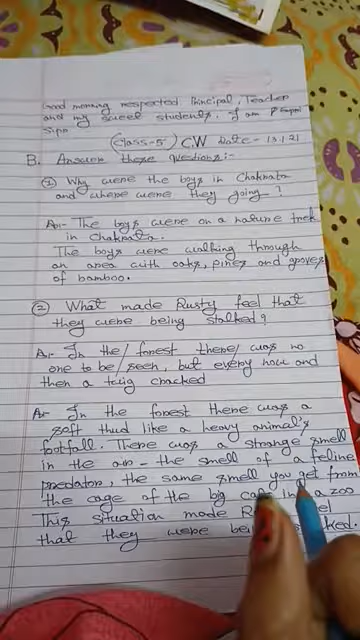 Good morning respected Principal, Teacher
and my sweet students. I am
(Class-5) C.W Date - 13.1.21
B. Answer these questions:-
① Why were the boys in Chakrata
and where were they going?
An:- The boys were on a nature trek
in Chakrata.
The boys were walking through
an area with oaks, pines and groves
of bamboo.
② What made Rusty feel that
they were being stalked?
A:- In the/forest there/was no
one to be/seen, but every now and
then a twig cracked
A:- In the forest there was a
soft thud like a heavy animal's
footfall. There was a strange smell
in the air - the smell of a feline
predator, the same smell you get from
the cage of the big cats in a zoo
This situation made
that they were